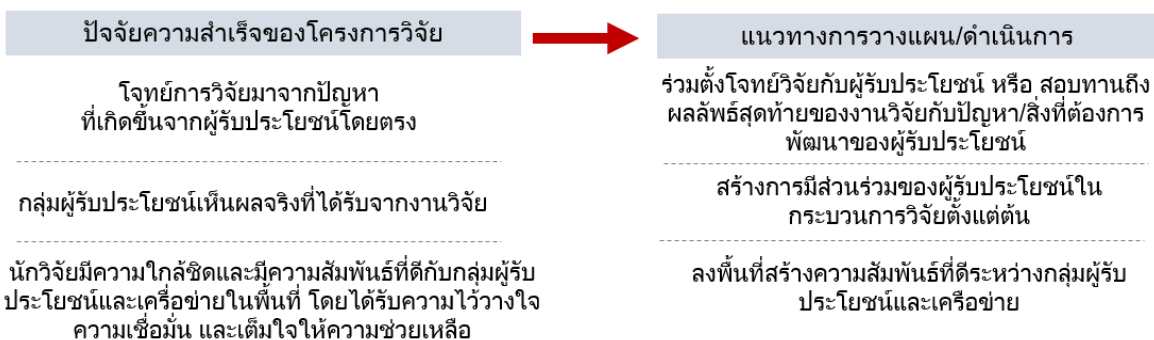 ปัจจัยความสำเร็จของโครงการวิจัย
แนวทางการวางแผน/ดำเนินการ
โจทย์การวิจัยมาจากปัญหา
ที่เกิดขึ้นจากผู้รับประโยชน์โดยตรง
ร่วมตั้งโจทย์วิจัยกับผู้รับประโยชน์ หรือ สอบทานถึง
ผลลัพธ์สุดท้ายของงานวิจัยกับปัญหา/สิ่งที่ต้องการ
พัฒนาของผู้รับประโยชน์
กลุ่มผู้รับประโยชน์เห็นผลจริงที่ได้รับจากงานวิจัย
สร้างการมีส่วนร่วมของผู้รับประโยชน์ใน
กระบวนการวิจัยตั้งแต่ต้น
นักวิจัยมีความใกล้ชิดและมีความสัมพันธ์ที่ดีกับกลุ่มผู้รับ
ประโยชน์และเครื่อข่ายในพื้นที่ โดยได้รับความไว้วางใจ
ความเชื่อมั่น และเต็มใจให้ความช่วยเหลือ
ลงพื้นที่สร้างความสัมพันธ์ที่ดีระหว่างกลุ่มผู้รับ
ประโยชน์และเครือข่าย